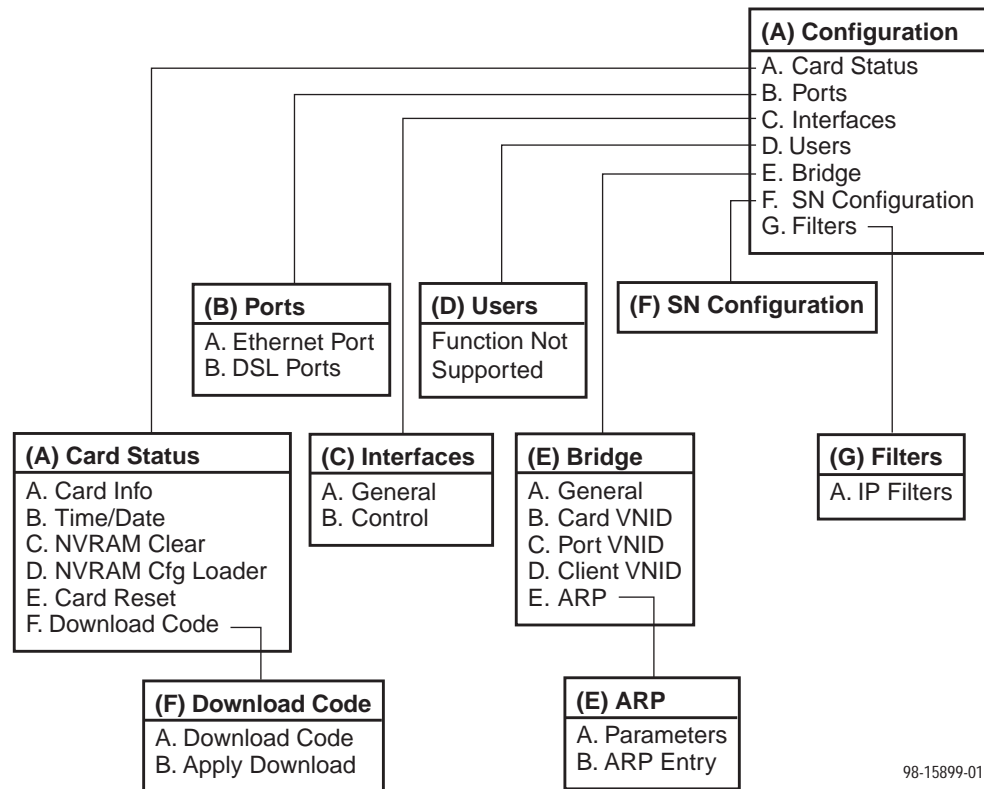 (A) Configuration
A. Card Status
B. Ports
C. Interfaces
D. Users
E. Bridge
F. SN Configuration
G. Filters
(B) Ports
A. Ethernet Port
B. DSL Ports
(D) Users
Function Not
Supported
(F) SN Configuration
(A) Card Status
A. Card Info
B. Time/Date
C. NVRAM Clear
D. NVRAM Cfg Loader
E. Card Reset
F. Download Code
(C) Interfaces
A. General
B. Control
(E) Bridge
A. General
B. Card VNID
C. Port VNID
D. Client VNID
E. ARP
(G) Filters
A. IP Filters
(F) Download Code
A. Download Code
B. Apply Download
(E) ARP
A. Parameters
B. ARP Entry
98-15899-01